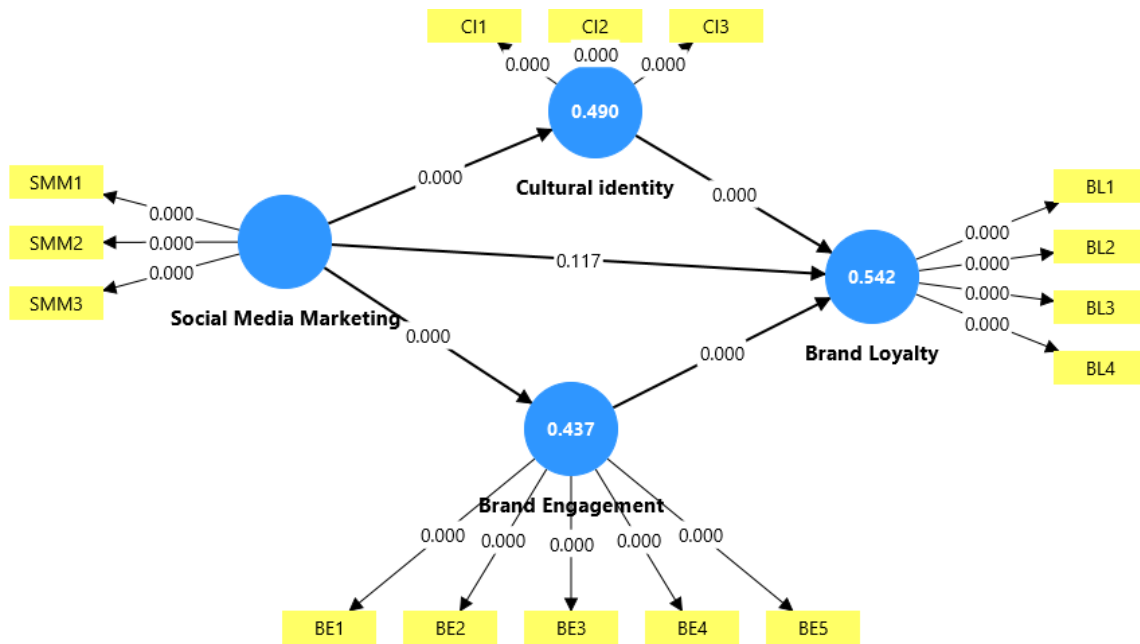 CI1
CI2
CI3
0.000
0.000
0.000
0.490
Cultural identity
0.000
0.000
SMM1
SMM2
SMM3
0.000
0.000
0.000
Social Media Marketing
0.117
0.000
0.000
0.542
Brand Loyalty
BL1
BL2
BL3
BL4
0.000
0.000
0.000
0.000
0.437
Brand Engagement
0.000
0.000
0.000
0.000
0.000
BE1
BE2
BE3
BE4
BE5